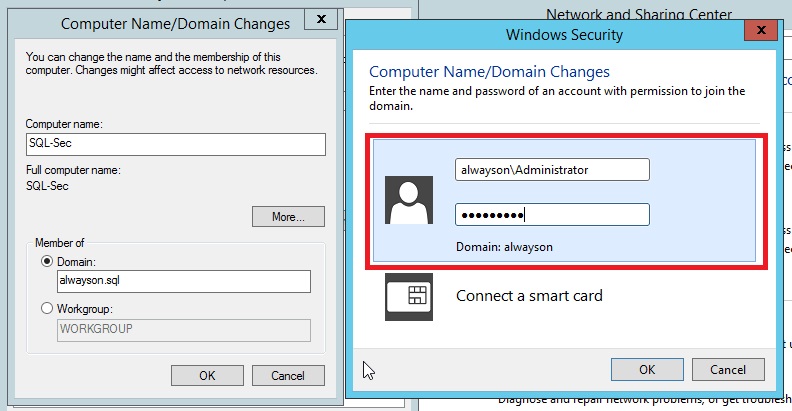 Computer Name/Domain Changes
x
You can change the name and the membership of this
computer. Changes might affect access to network resources.
Computer name:
SQL-Sec
Full computer name:
SQL-Sec
More...
Member of
Domain:
alwayson.sql
Workgroup:
WORKGROUP
OK
Cancel
Network and Sharing Center
Windows Security
x
Computer Name/Domain Changes
Enter the name and password of an account with permission to join the
domain.
alwayson\Administrator
●●●●●●●●●
Domain: alwayson
Connect a smart card
OK
Cancel
Diagnose and repair network problems, or get troublesh